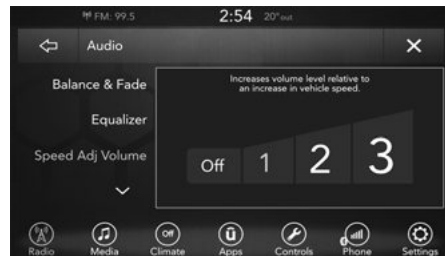 FM: 99.5
2:54
20°out
Audio
Balance & Fade
Equalizer
Speed Adj Volume
Increases volume level relative to
an increase in vehicle speed.
Off 1 2 3
Off
Radio Media Climate Apps Controls Phone Settings